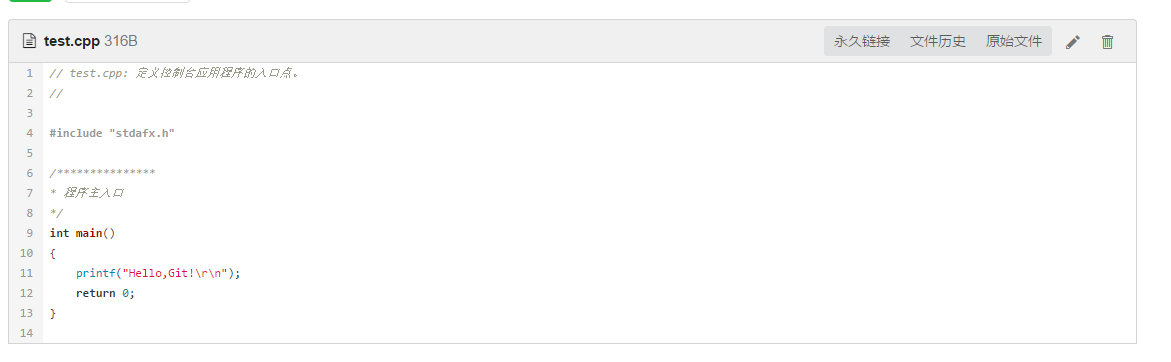 test.cpp 316B 永久链接 文件历史 原始文件
1 // test.cpp: 定义控制台应用程序的入口点。
2 //
3
4 #include "stdafx.h"
5
6 /***************
7 * 程序主入口
8 */
9 int main()
10 {
11     printf("Hello,Git!\r\n");
12     return 0;
13 }
14